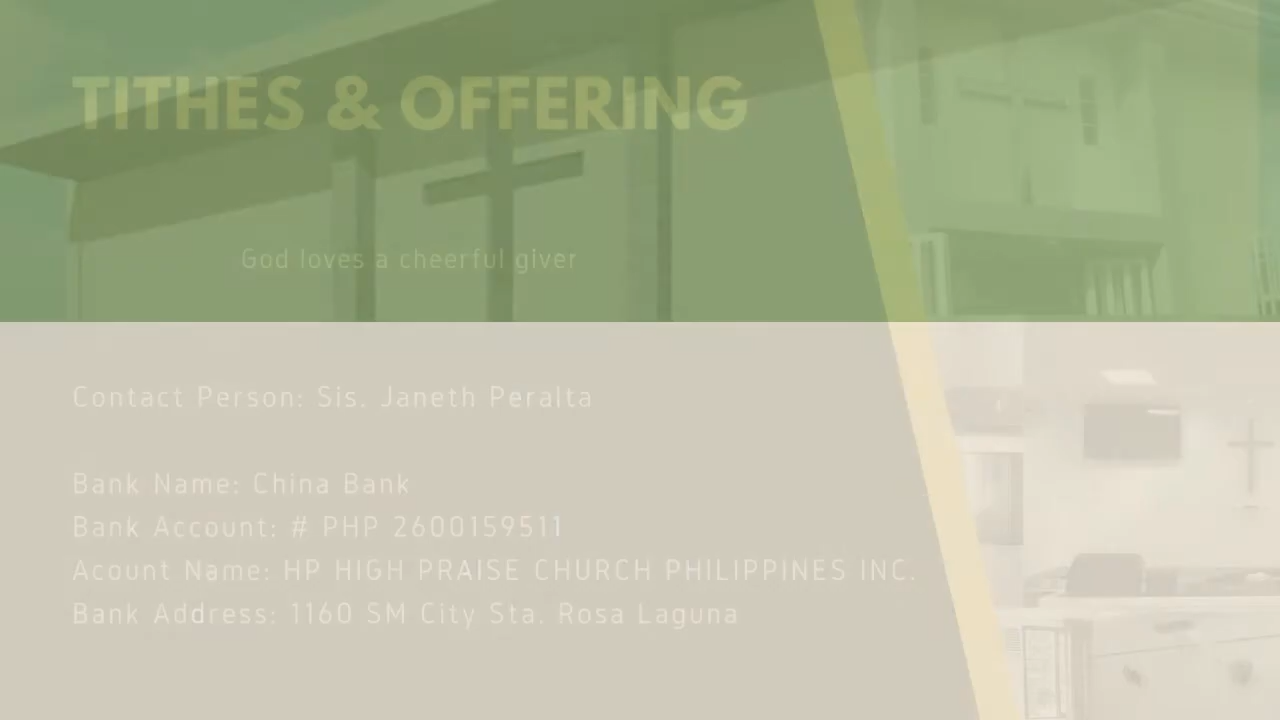 TITHES & OFFERING
God loves a cheerful giver
Contact Person: Sis. Janeth Peralta
Bank Name: China Bank
Bank Account: # PHP 2600159511
Acount Name: HP HIGH PRAISE CHURCH PHILIPPINES INC.
Bank Address: 1160 SM City Sta. Rosa Laguna